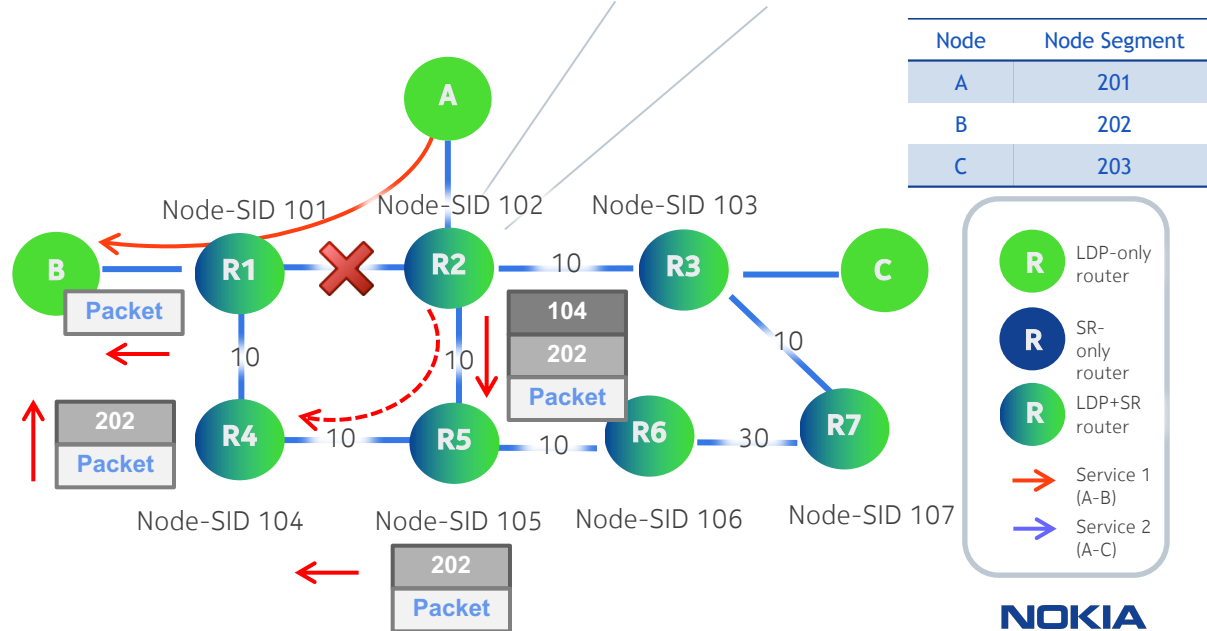 Node Node Segment
A 201
B 202
C 203
A
Node-SID 101
Node-SID 102
Node-SID 103
B
R1
R2
10
R3
C
Packet
104
202
Packet
10
10
10
202
Packet
R4
10
R5
10
R6
30
R7
Node-SID 104
Node-SID 105
Node-SID 106
Node-SID 107
202
Packet
R
LDP-only
router
R
SR-
only
router
R
LDP+SR
router
Service 1
(A-B)
Service 2
(A-C)
NOKIA